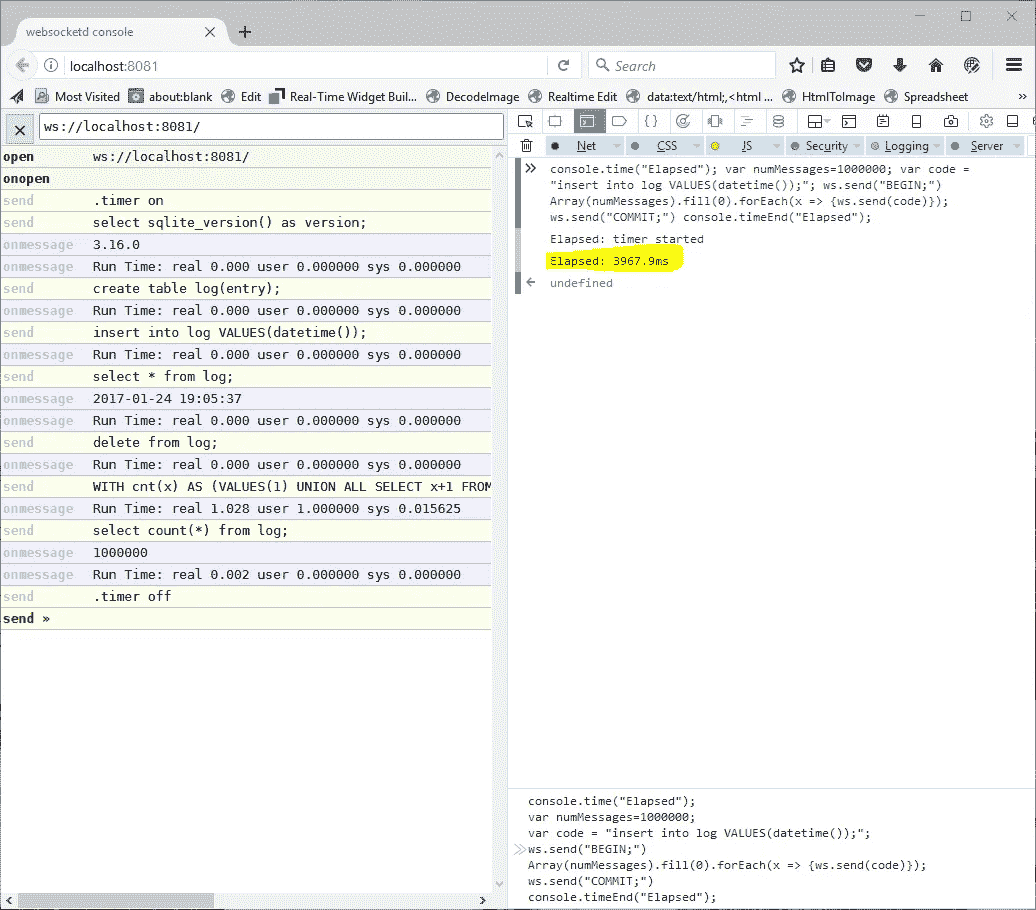 websocketd console
localhost:8081
Search
Most Visited about:blank Edit Real-Time Widget Buil... DecodeImage Realtime Edit data:text/html;,<html ... HtmlToImage Spreadsheet »
ws://localhost:8081/
open ws://localhost:8081/
onopen
send .timer on
send select sqlite_version() as version;
onmessage 3.16.0
onmessage Run Time: real 0.000 user 0.000000 sys 0.000000
send create table log(entry);
onmessage Run Time: real 0.000 user 0.000000 sys 0.000000
send insert into log VALUES(datetime());
onmessage Run Time: real 0.000 user 0.000000 sys 0.000000
send select * from log;
onmessage 2017-01-24 19:05:37
onmessage Run Time: real 0.000 user 0.000000 sys 0.000000
send delete from log;
onmessage Run Time: real 0.000 user 0.000000 sys 0.000000
send WITH cnt(x) AS (VALUES(1) UNION ALL SELECT x+1 FROM
onmessage Run Time: real 1.028 user 1.000000 sys 0.015625
send select count(*) from log;
onmessage 1000000
onmessage Run Time: real 0.002 user 0.000000 sys 0.000000
send .timer off
send »
Net CSS JS Security Logging Server
console.time("Elapsed"); var numMessages=1000000; var code =
"insert into log VALUES(datetime());"; ws.send("BEGIN;")
Array(numMessages).fill(0).forEach(x => {ws.send(code)});
ws.send("COMMIT;") console.timeEnd("Elapsed");
Elapsed: timer started
Elapsed: 3967.9ms
undefined
console.time("Elapsed");
var numMessages=1000000;
var code = "insert into log VALUES(datetime());";
ws.send("BEGIN;")
Array(numMessages).fill(0).forEach(x => {ws.send(code)});
ws.send("COMMIT;")
console.timeEnd("Elapsed");